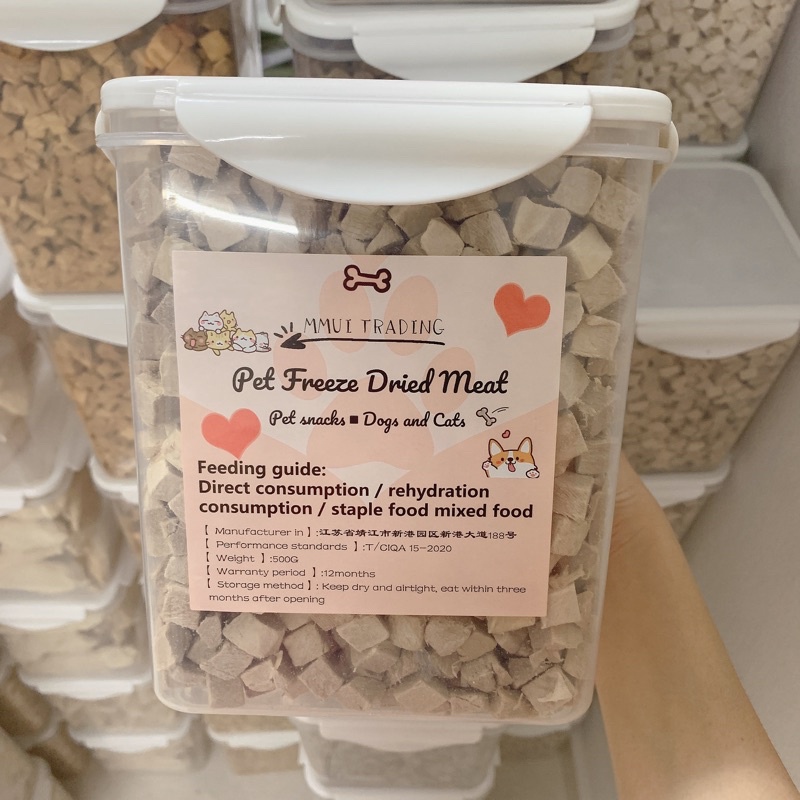 MMUI TRADING
Pet Freeze Dried Meat
Pet snacks ■ Dogs and Cats
Feeding guide:
Direct consumption / rehydration
consumption / staple food mixed food
【 Manufacturer in 】:江苏省靖江市新港园区新港大道188号
【 Performance standards 】:T/CIQA 15-2020
【 Weight 】:500G
【 Warranty period 】:12months
【 Storage method 】: Keep dry and airtight, eat within three
months after opening